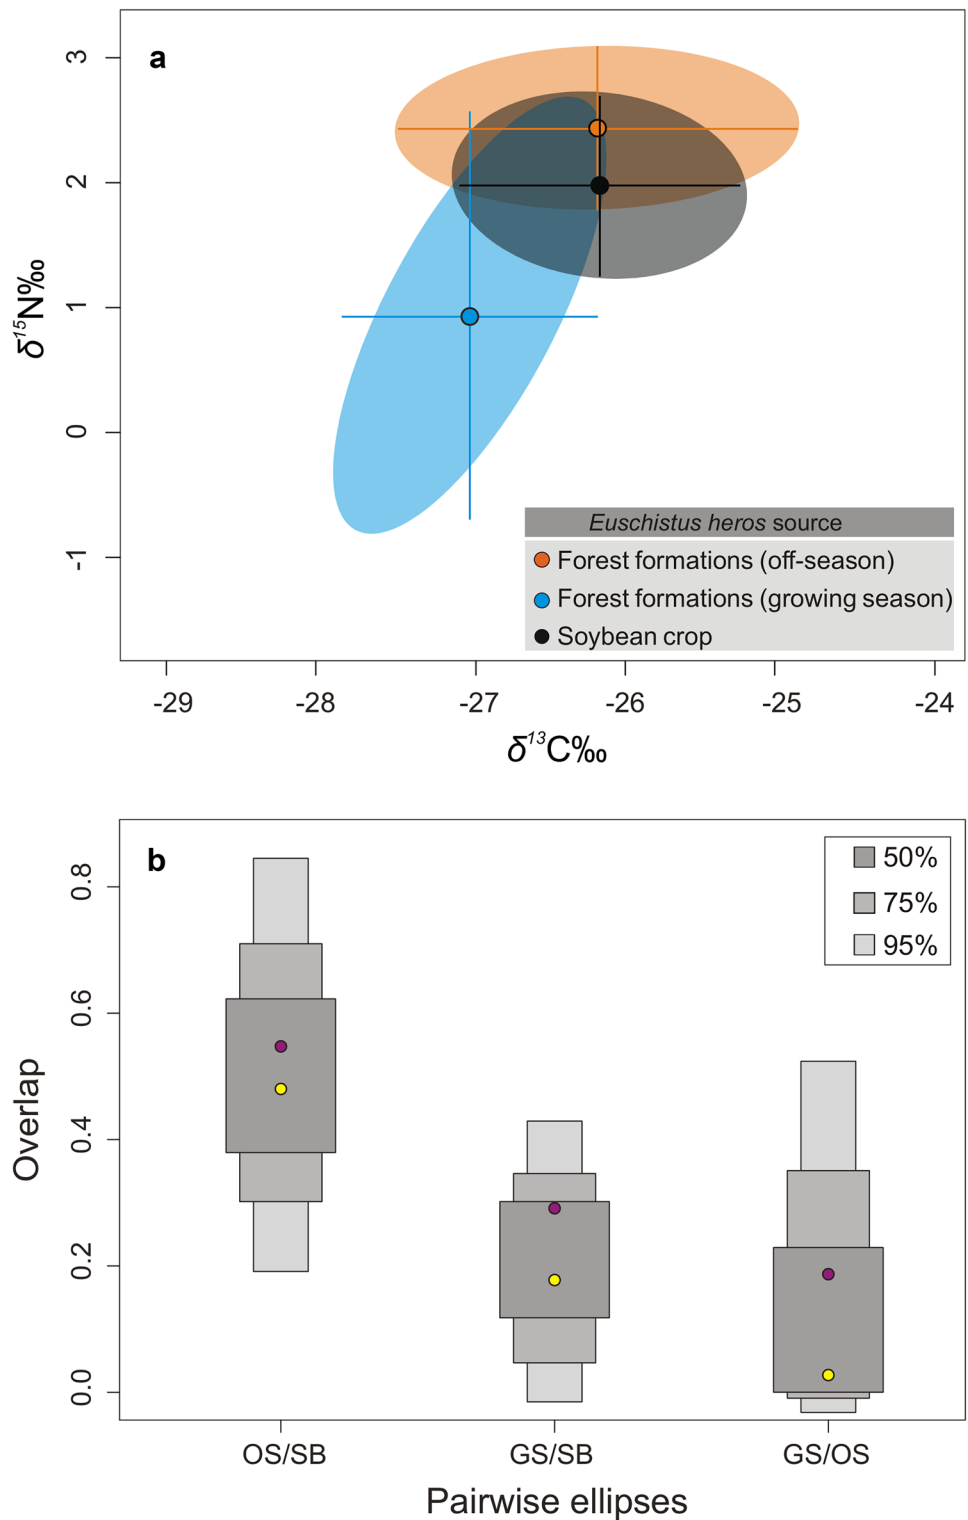 a
3
2
1
0
-1
δ15N‰
Euschistus heros source
Forest formations (off-season)
Forest formations (growing season)
Soybean crop
-29 -28 -27 -26 -25 -24
δ13C‰
b
50%
75%
95%
0.8
0.6
0.4
0.2
0.0
Overlap
OS/SB GS/SB GS/OS
Pairwise ellipses